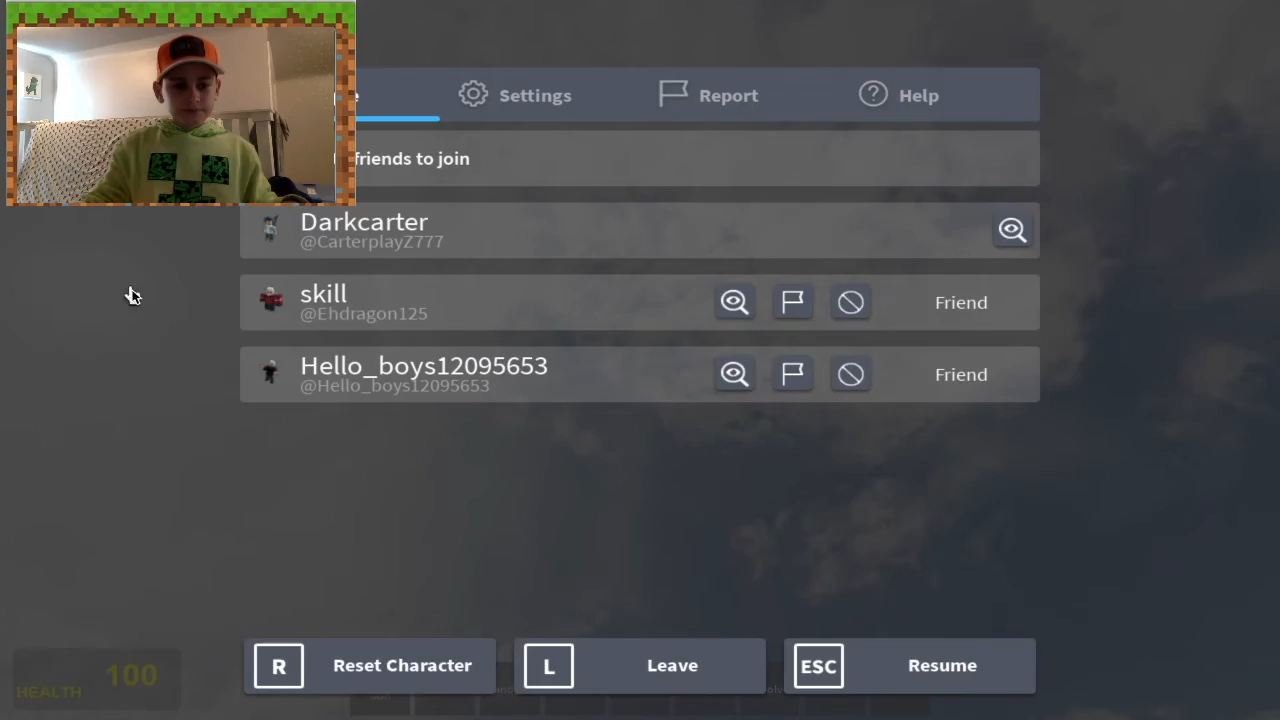 Settings
Report
Help
friends to join
Darkcarter
@CarterplayZ777
skill
@Ehdragon125
Friend
Hello_boys12095653
@Hello_boys12095653
Friend
R Reset Character
L Leave
ESC Resume
HEALTH 100